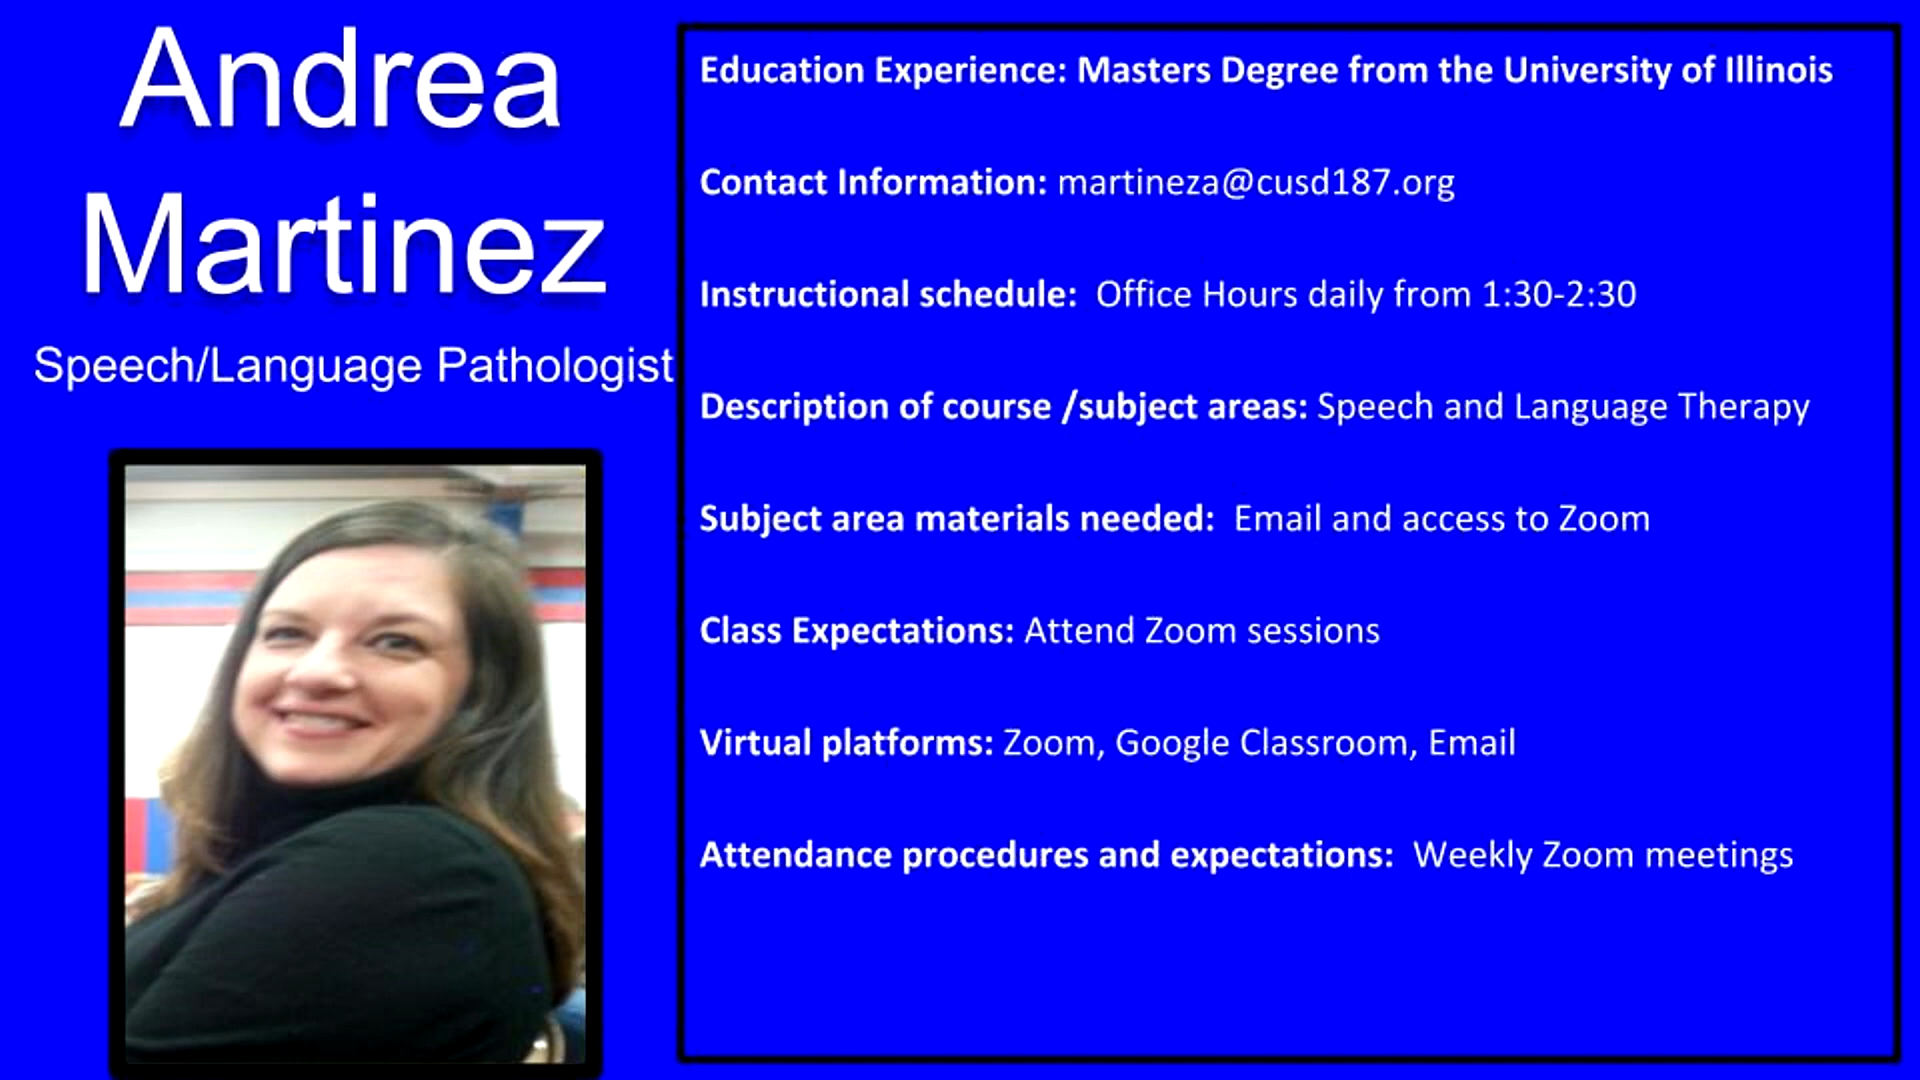 Andrea
Martinez
Speech/Language Pathologist
Education Experience: Masters Degree from the University of Illinois
Contact Information: martineza@cusd187.org
Instructional schedule:  Office Hours daily from 1:30-2:30
Description of course /subject areas: Speech and Language Therapy
Subject area materials needed:  Email and access to Zoom
Class Expectations: Attend Zoom sessions
Virtual platforms: Zoom, Google Classroom, Email
Attendance procedures and expectations:  Weekly Zoom meetings